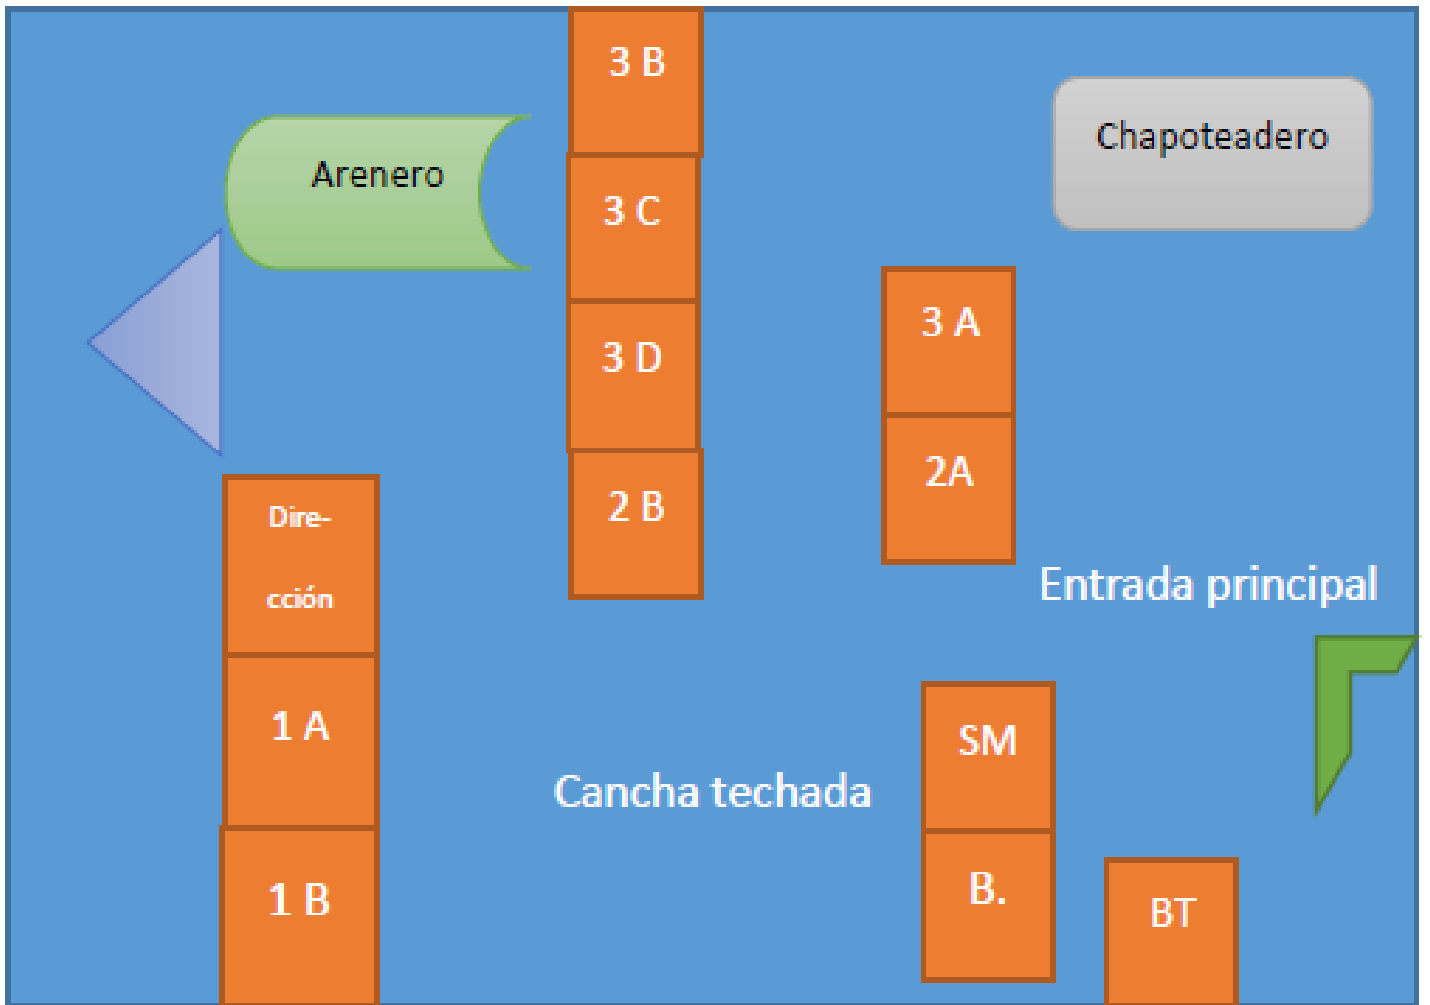 3 B
Chapoteadero
Arenero
3 C
3 A
3 D
2A
2 B
Dire-
cción
Entrada principal
1 A
SM
Cancha techada
B.
1 B
BT